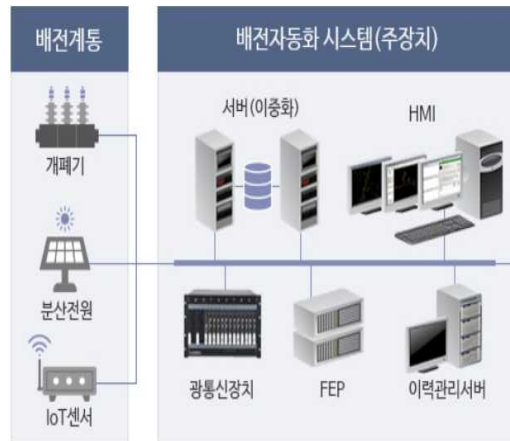 배전계통
개폐기
분산전원
IoT센서
배전자동화 시스템(주장치)
서버(이중화)
HMI
광통신장치
FEP
이력관리서버